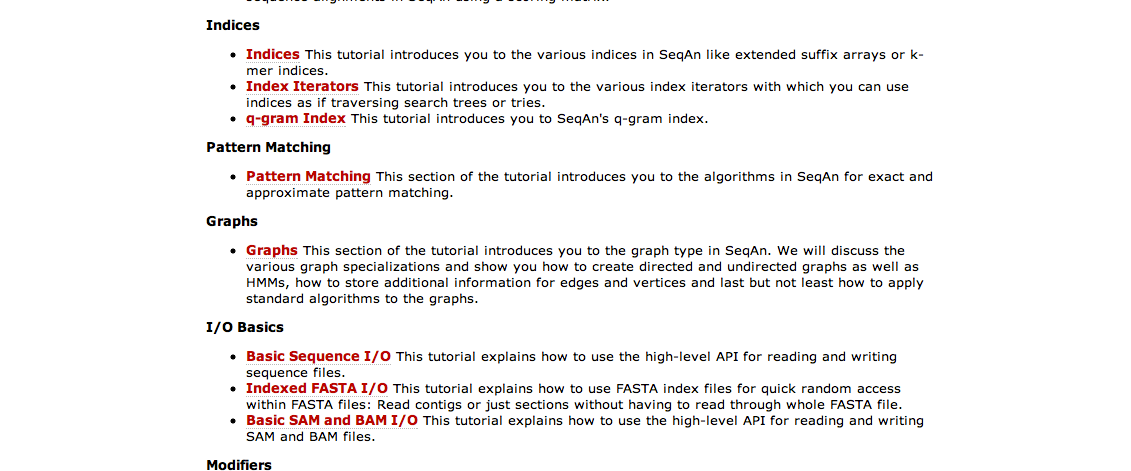 sequence alignments in SeqAn using a scoring matrix.
Indices
• Indices This tutorial introduces you to the various indices in SeqAn like extended suffix arrays or k-
mer indices.
• Index Iterators This tutorial introduces you to the various index iterators with which you can use
indices as if traversing search trees or tries.
• q-gram Index This tutorial introduces you to SeqAn's q-gram index.
Pattern Matching
• Pattern Matching This section of the tutorial introduces you to the algorithms in SeqAn for exact and
approximate pattern matching.
Graphs
• Graphs This section of the tutorial introduces you to the graph type in SeqAn. We will discuss the
various graph specializations and show you how to create directed and undirected graphs as well as
HMMs, how to store additional information for edges and vertices and last but not least how to apply
standard algorithms to the graphs.
I/O Basics
• Basic Sequence I/O This tutorial explains how to use the high-level API for reading and writing
sequence files.
• Indexed FASTA I/O This tutorial explains how to use FASTA index files for quick random access
within FASTA files: Read contigs or just sections without having to read through whole FASTA file.
• Basic SAM and BAM I/O This tutorial explains how to use the high-level API for reading and writing
SAM and BAM files.
Modifiers